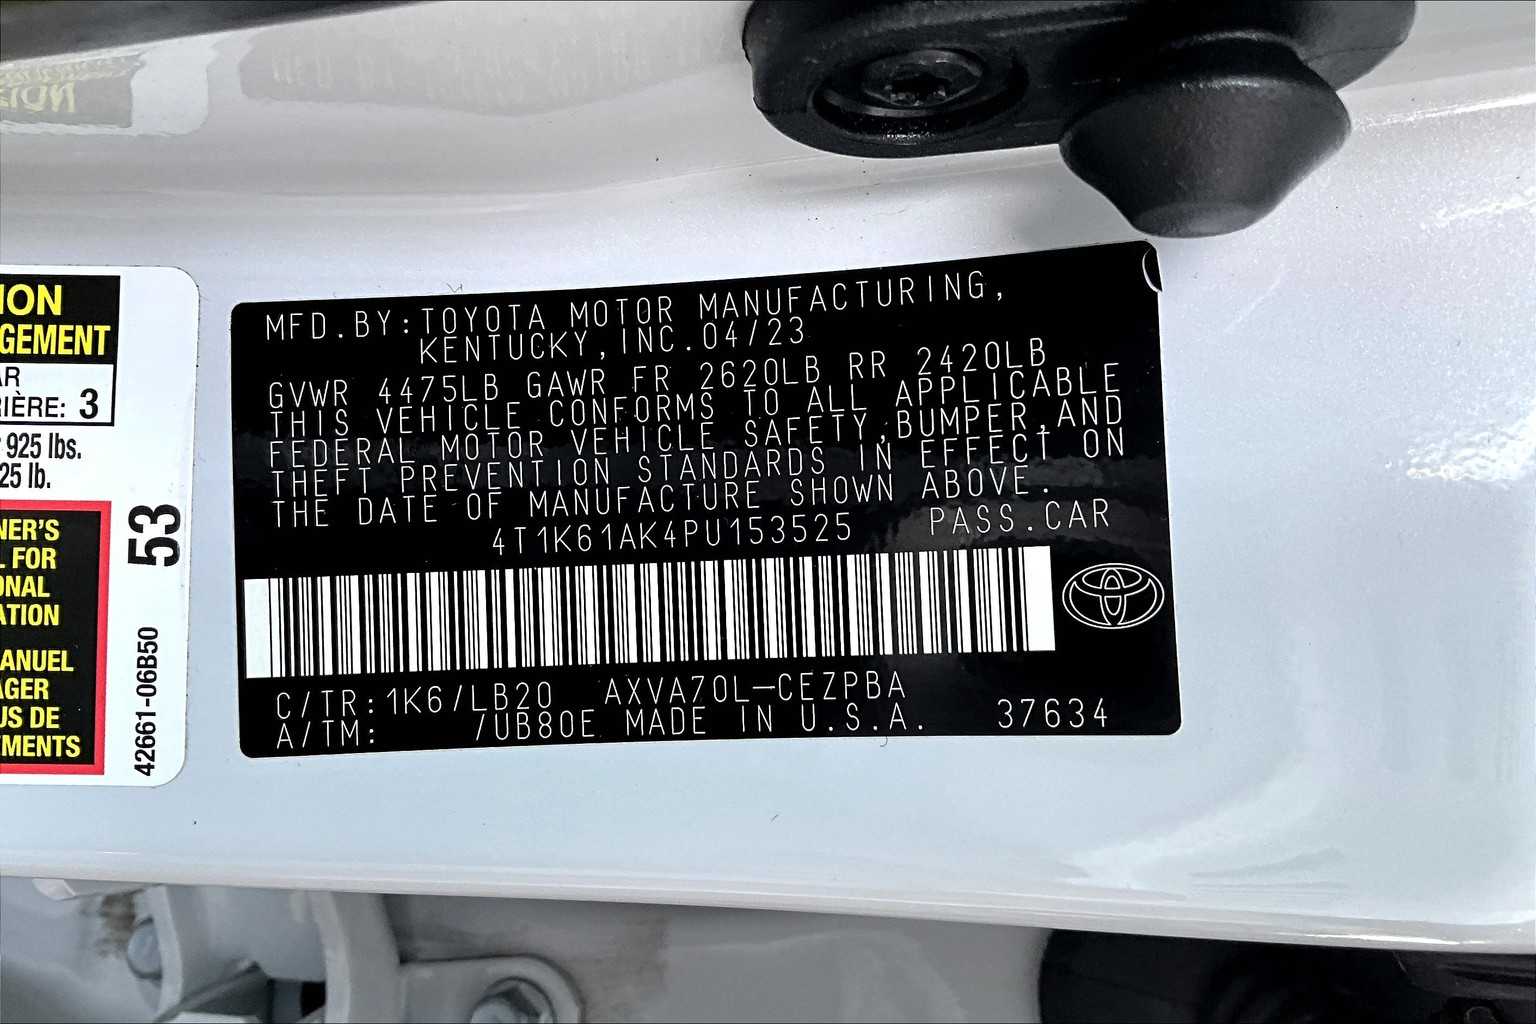 ION
GEMENT
AR
RIÈRE: 3
925 lbs.
25 lb.
NER'S
L FOR
ONAL
ATION
ANUEL
AGER
US DE
EMENTS
53
42661-06B50
MFD.BY:TOYOTA MOTOR MANUFACTURING,
KENTUCKY,INC.04/23
GVWR 4475LB GAWR FR 2620LB RR 2420LB
THIS VEHICLE CONFORMS TO ALL APPLICABLE
FEDERAL MOTOR VEHICLE SAFETY,BUMPER,AND
THEFT PREVENTION STANDARDS IN EFFECT ON
THE DATE OF MANUFACTURE SHOWN ABOVE.
4T1K61AK4PU153525 PASS.CAR
C/TR:1K6/LB20 AXVA70L-CEZPBA
A/TM: /UB80E MADE IN U.S.A. 37634